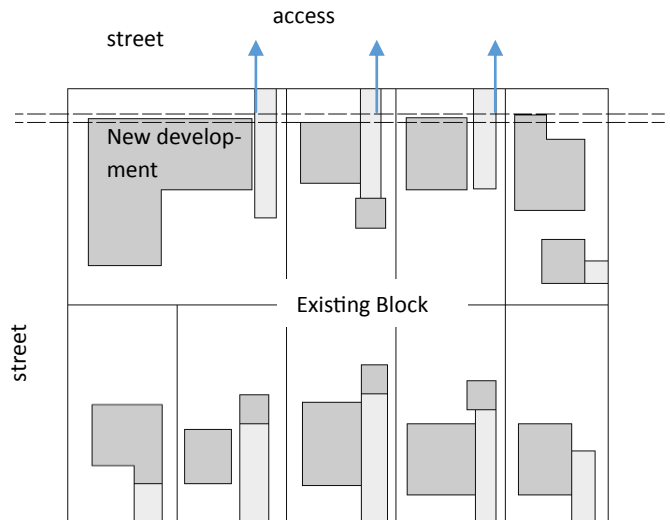 access
street
New develop-
ment
Existing Block
street